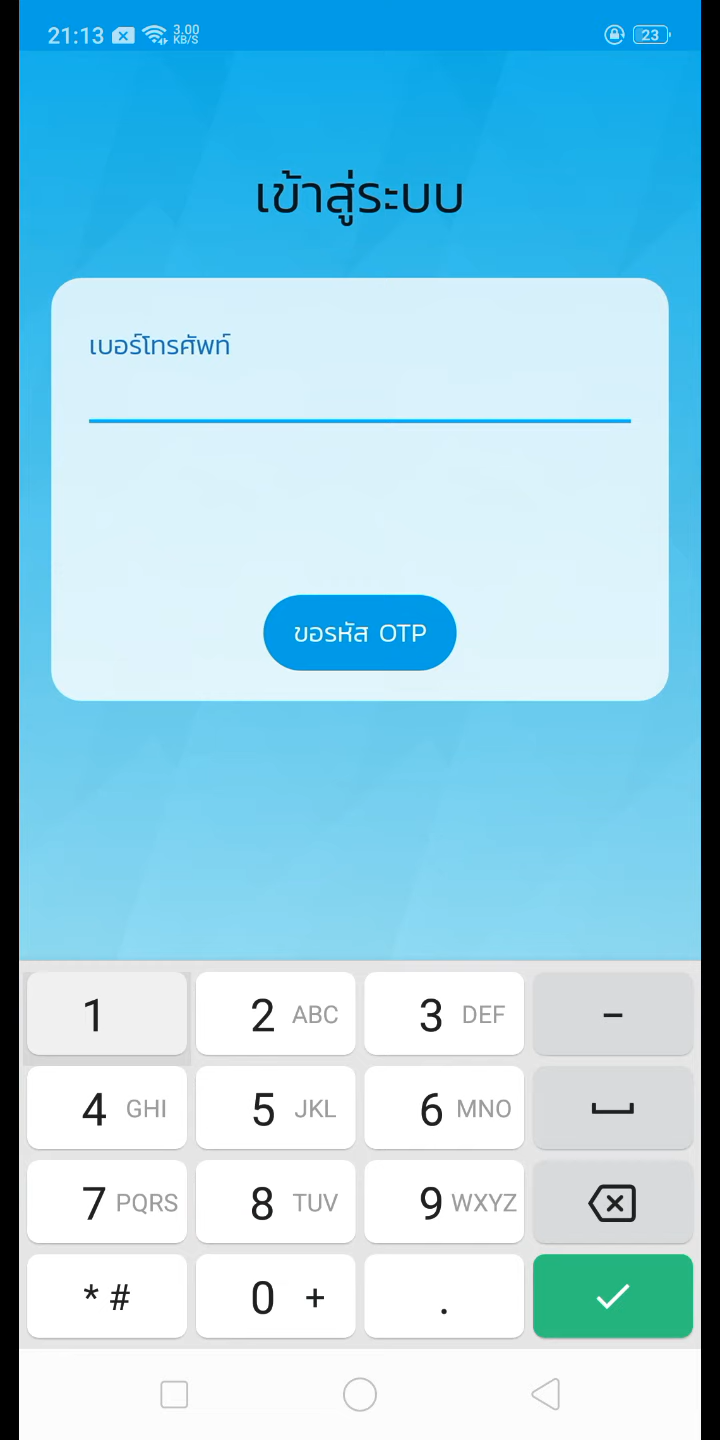 21:13 3.00 KB/S 23
เข้าสู่ระบบ
เบอร์โทรศัพท์
ขอรหัส OTP
1 2 ABC 3 DEF -
4 GHI 5 JKL 6 MNO
7 PQRS 8 TUV 9 WXYZ
* # 0 + .